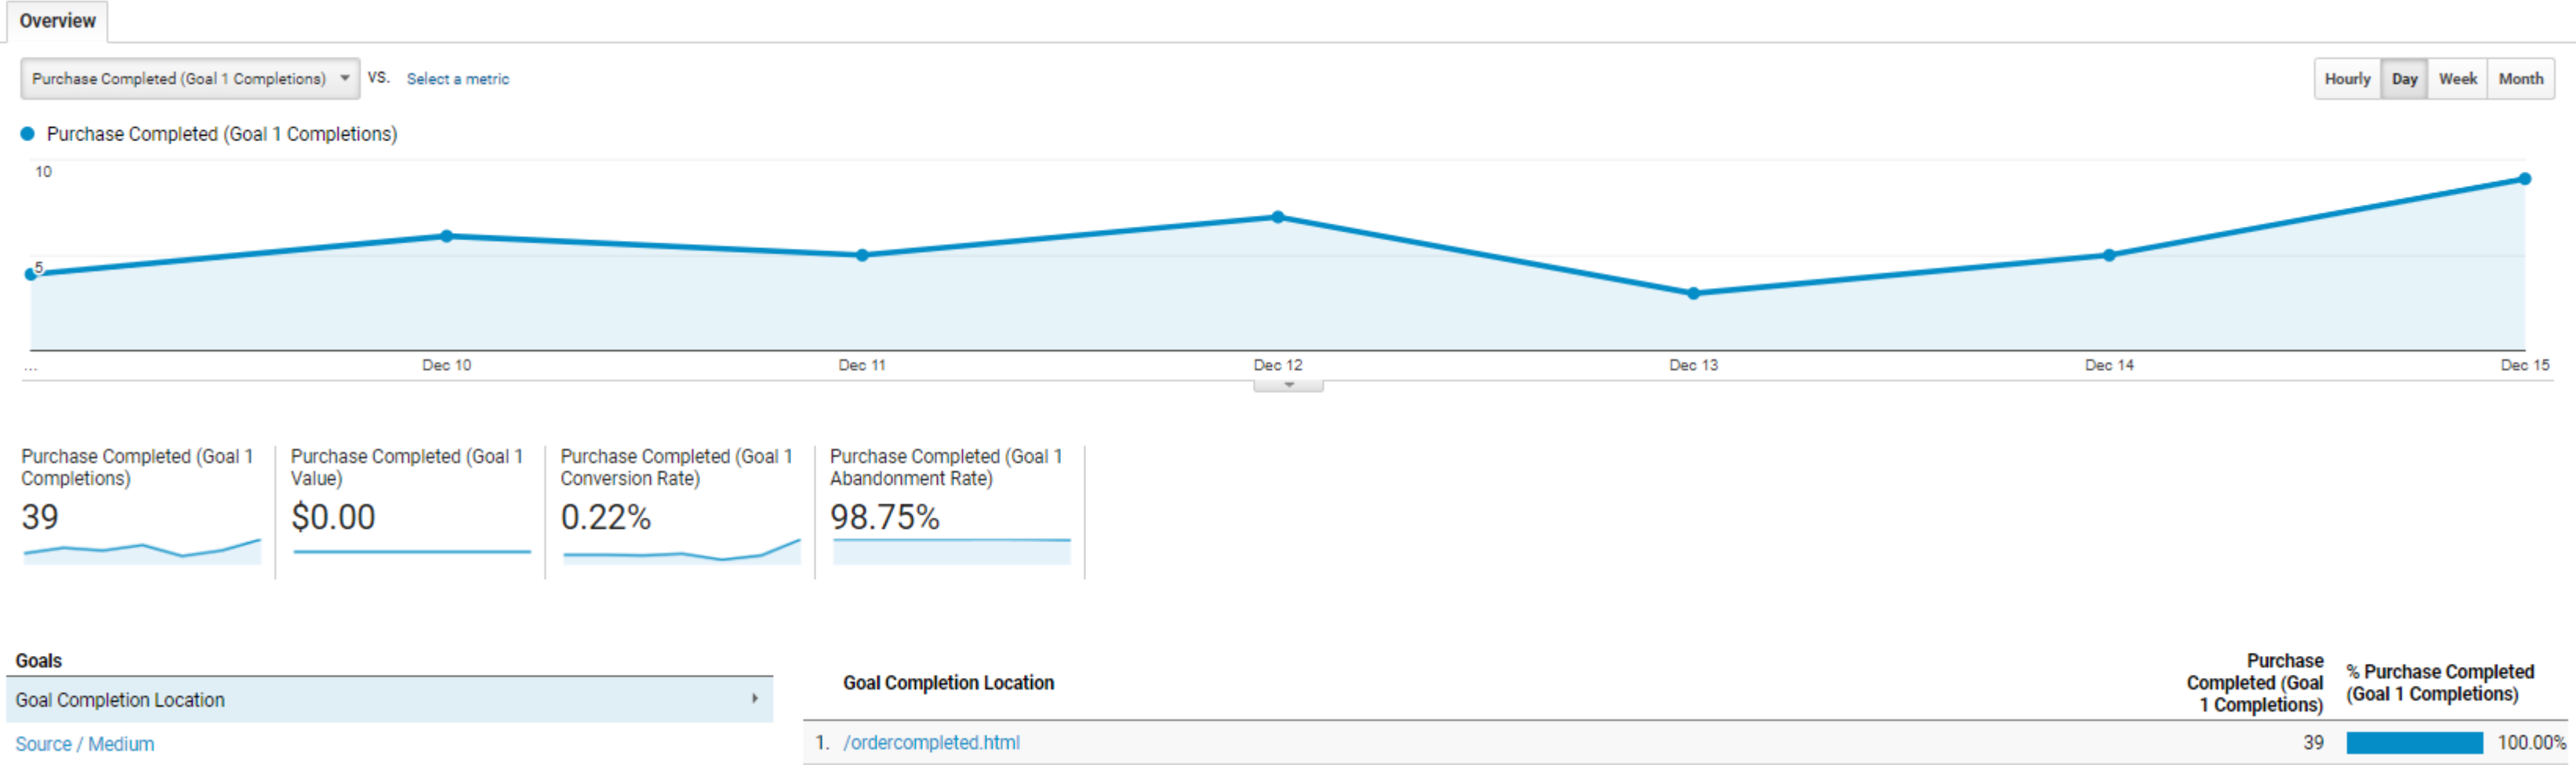 Overview
Purchase Completed (Goal 1 Completions) VS. Select a metric
Hourly Day Week Month
Purchase Completed (Goal 1 Completions)
10
5
... Dec 10 Dec 11 Dec 12 Dec 13 Dec 14 Dec 15
Purchase Completed (Goal 1
Completions)
39
Purchase Completed (Goal 1
Value)
$0.00
Purchase Completed (Goal 1
Conversion Rate)
0.22%
Purchase Completed (Goal 1
Abandonment Rate)
98.75%
Goals
Goal Completion Location
Source / Medium
Goal Completion Location
Purchase
Completed (Goal
1 Completions)
% Purchase Completed
(Goal 1 Completions)
1. /ordercompleted.html 39 100.00%